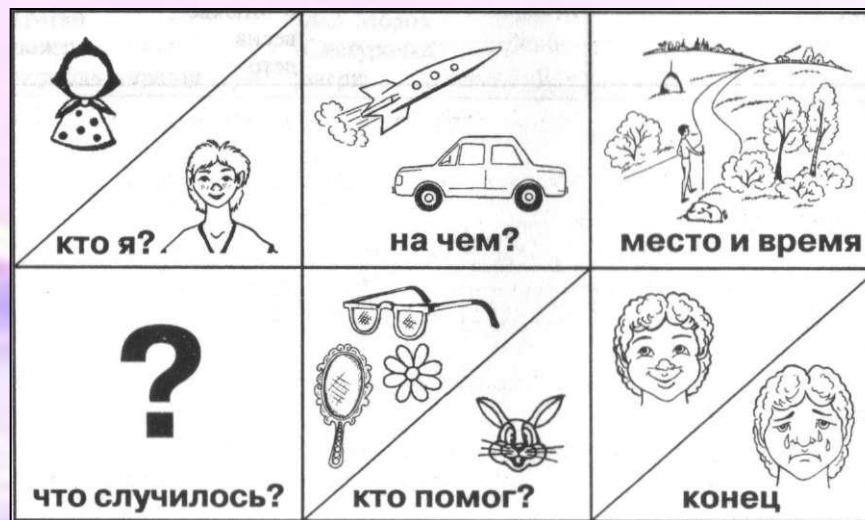 кто я?
на чем?
место и время
?
что случилось?
кто помог?
конец